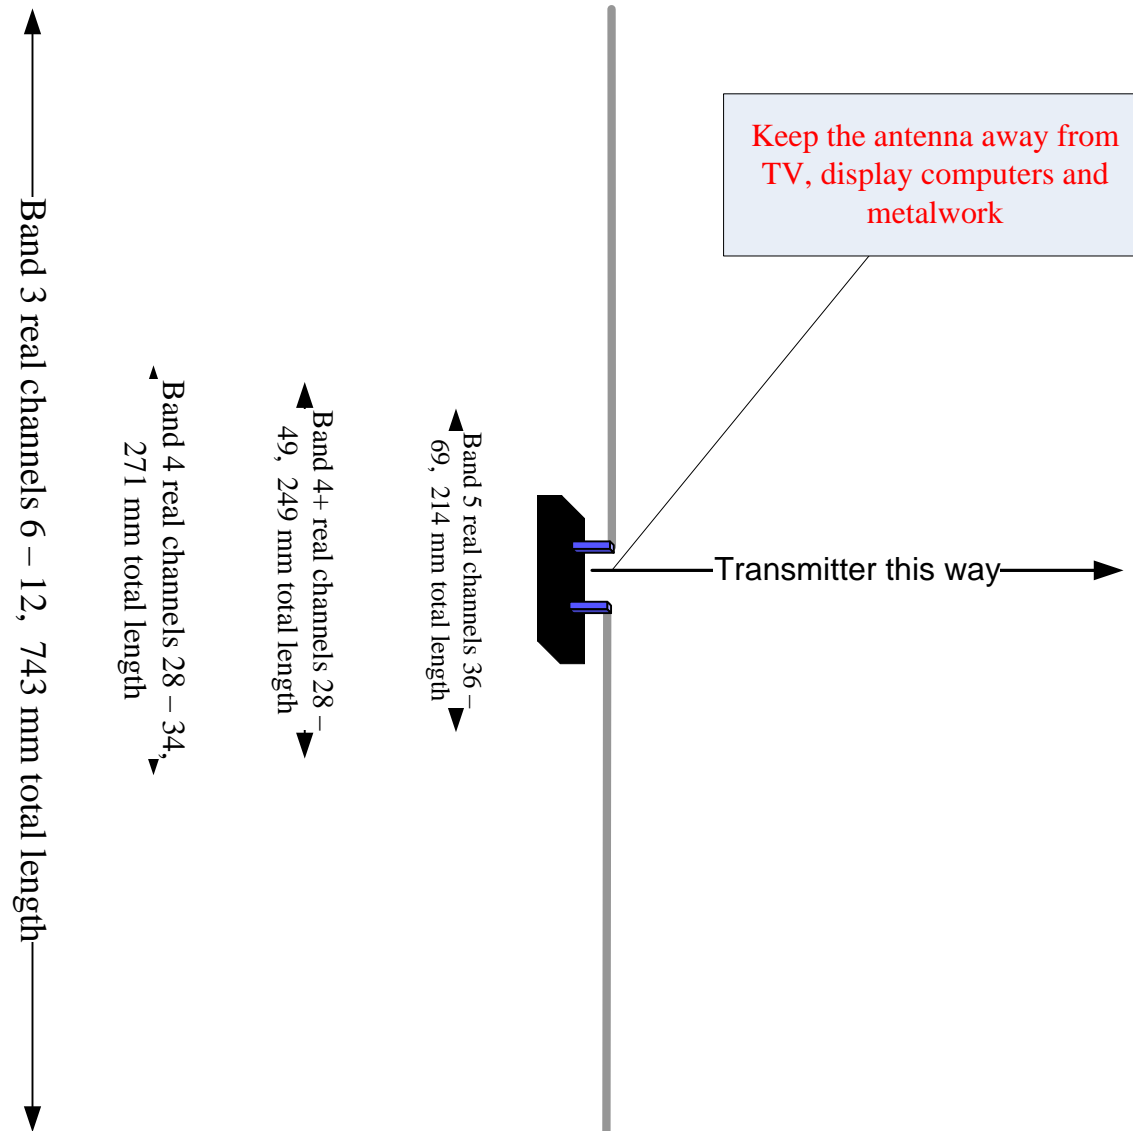 Band 3 real channels 6 – 12,  743 mm total length
Band 4 real channels 28 – 34,
271 mm total length
Band 4+ real channels 28 –
49,  249 mm total length
Band 5 real channels 36 –
69,  214 mm total length
Keep the antenna away from
TV, display computers and
metalwork
Transmitter this way